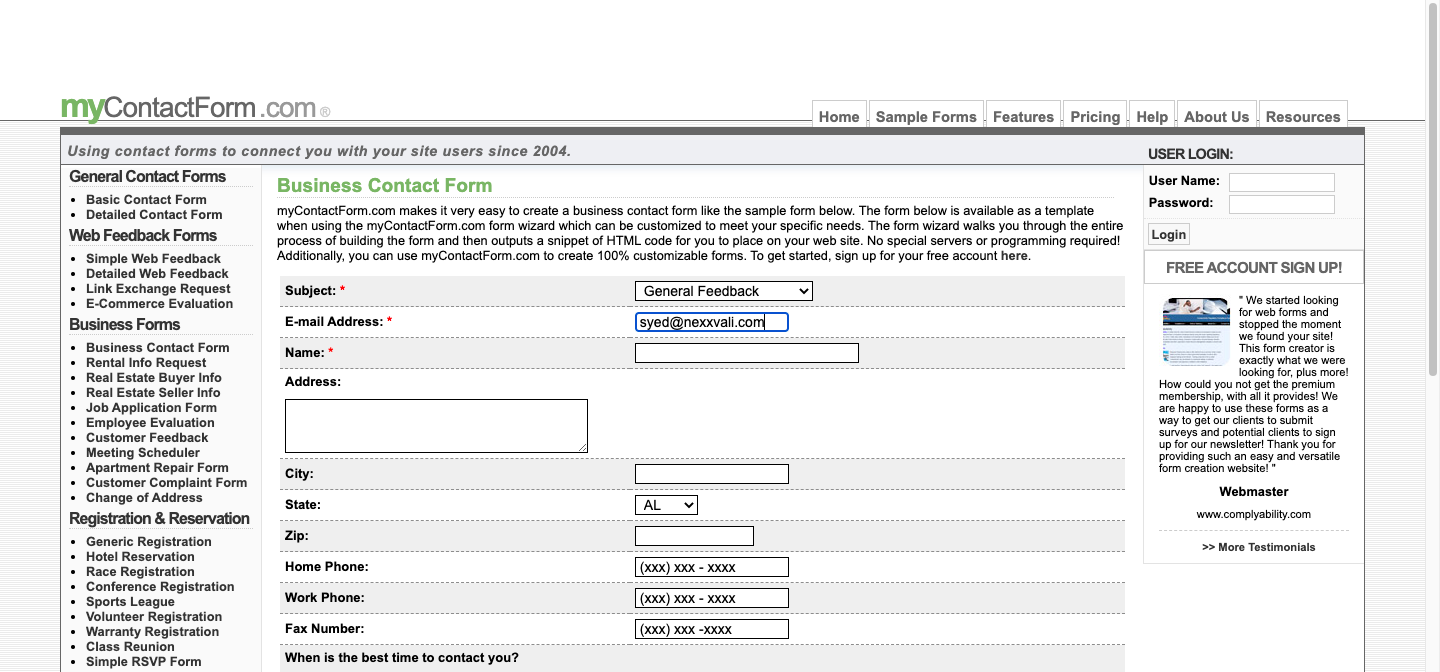 myContactForm.com ®
Home Sample Forms Features Pricing Help About Us Resources
Using contact forms to connect you with your site users since 2004.
USER LOGIN:
General Contact Forms
Basic Contact Form
Detailed Contact Form
Web Feedback Forms
Simple Web Feedback
Detailed Web Feedback
Link Exchange Request
E-Commerce Evaluation
Business Forms
Business Contact Form
Rental Info Request
Real Estate Buyer Info
Real Estate Seller Info
Job Application Form
Employee Evaluation
Customer Feedback
Meeting Scheduler
Apartment Repair Form
Customer Complaint Form
Change of Address
Registration & Reservation
Generic Registration
Hotel Reservation
Race Registration
Conference Registration
Sports League
Volunteer Registration
Warranty Registration
Class Reunion
Simple RSVP Form
Business Contact Form
myContactForm.com makes it very easy to create a business contact form like the sample form below. The form below is available as a template
when using the myContactForm.com form wizard which can be customized to meet your specific needs. The form wizard walks you through the entire
process of building the form and then outputs a snippet of HTML code for you to place on your web site. No special servers or programming required!
Additionally, you can use myContactForm.com to create 100% customizable forms. To get started, sign up for your free account here.
Subject: * General Feedback
E-mail Address: * syed@nexxvali.com
Name: *
Address:
City:
State: AL
Zip:
Home Phone: (xxx) xxx - xxxx
Work Phone: (xxx) xxx - xxxx
Fax Number: (xxx) xxx -xxxx
When is the best time to contact you?
User Name:
Password:
Login
FREE ACCOUNT SIGN UP!
" We started looking
for web forms and
stopped the moment
we found your site!
This form creator is
exactly what we were
looking for, plus more!
How could you not get the premium
membership, with all it provides! We
are happy to use these forms as a
way to get our clients to submit
surveys and potential clients to sign
up for our newsletter! Thank you for
providing such an easy and versatile
form creation website! "
Webmaster
www.complyability.com
>> More Testimonials